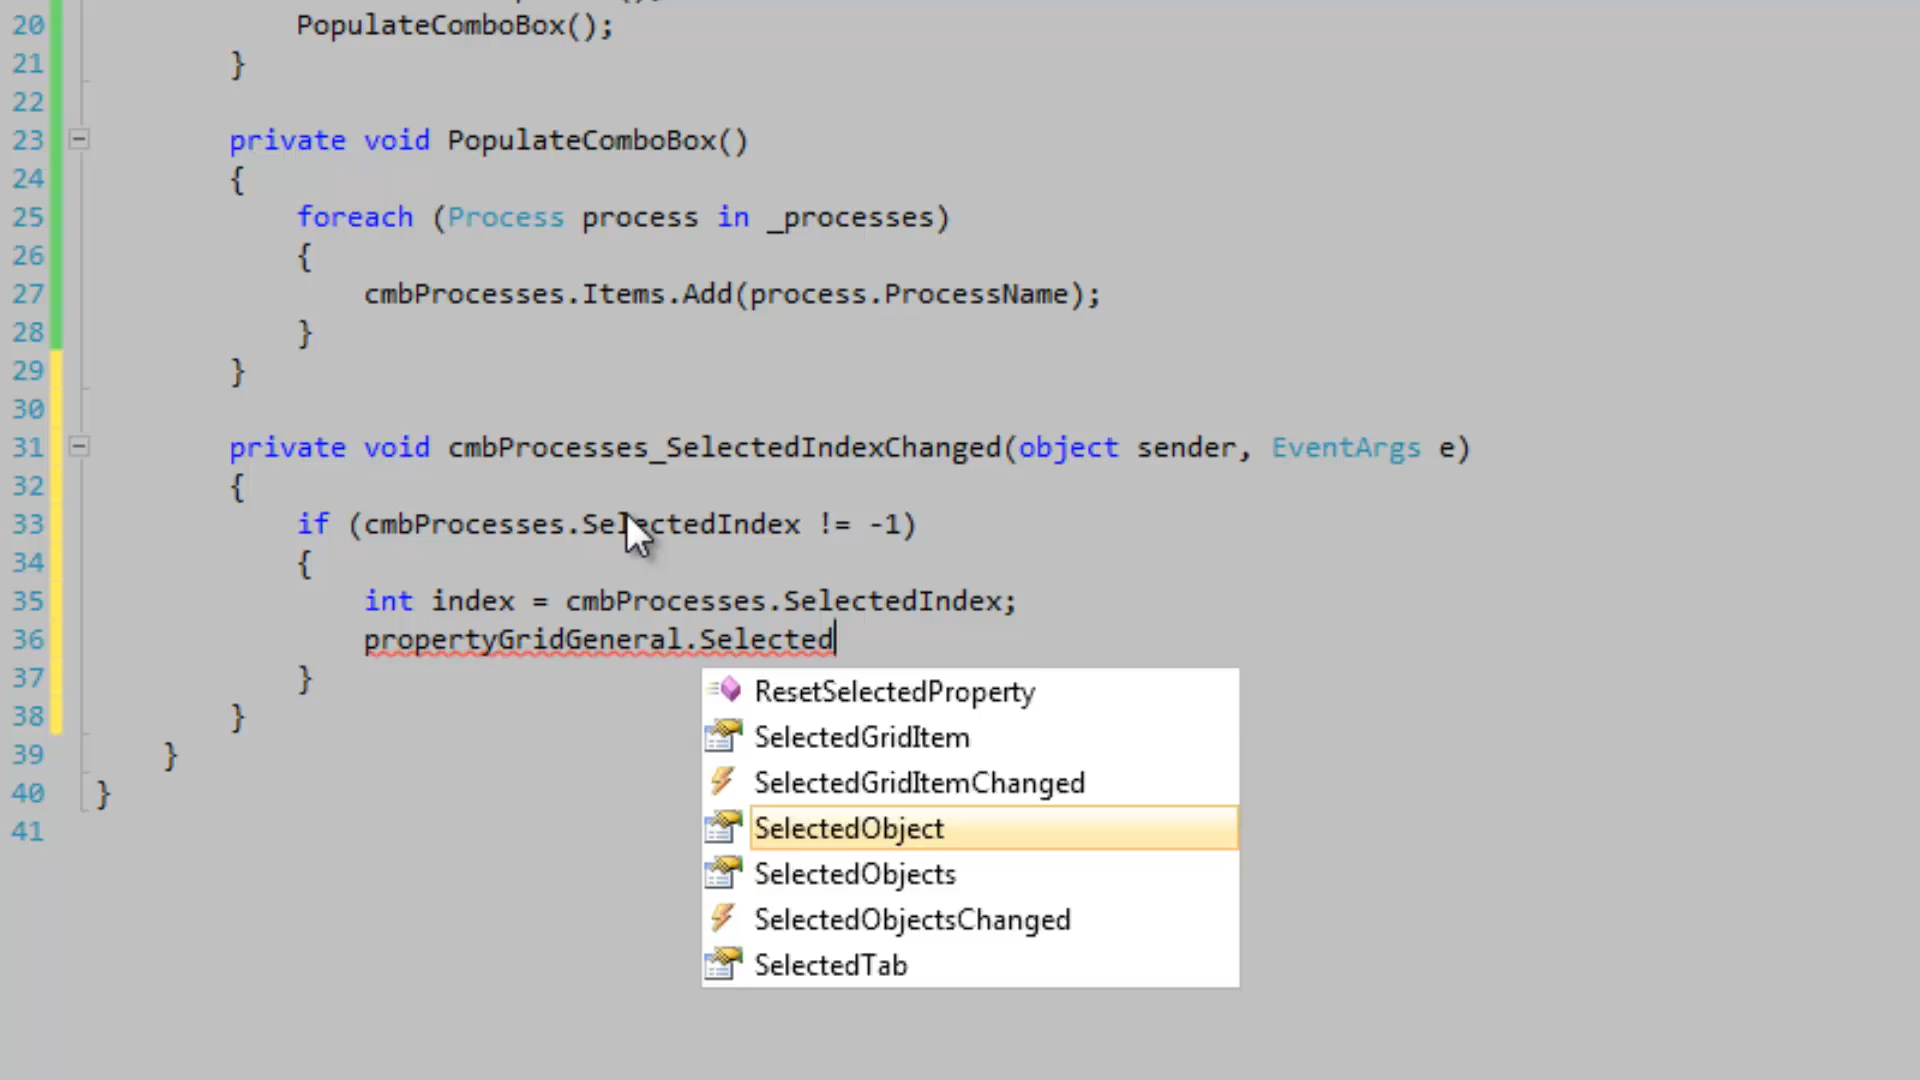 20 PopulateComboBox();
21 }
22
23 private void PopulateComboBox()
24 {
25 foreach (Process process in _processes)
26 {
27 cmbProcesses.Items.Add(process.ProcessName);
28 }
29 }
30
31 private void cmbProcesses_SelectedIndexChanged(object sender, EventArgs e)
32 {
33 if (cmbProcesses.SelectedIndex != -1)
34 {
35 int index = cmbProcesses.SelectedIndex;
36 propertyGridGeneral.Selected
37 }
38 }
39 }
40 }
41
ResetSelectedProperty
SelectedGridItem
SelectedGridItemChanged
SelectedObject
SelectedObjects
SelectedObjectsChanged
SelectedTab